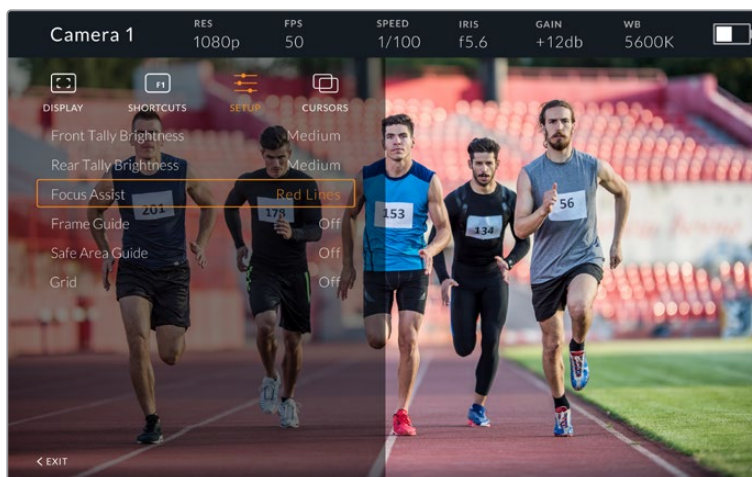 Camera 1
RES FPS SPEED IRIS GAIN WB
1080p 50 1/100 f5.6 +12db 5600K
F1
DISPLAY SHORTCUTS SETUP CURSORS
Front Tally Brightness Medium
Rear Tally Brightness Medium
Focus Assist Red Lines
Frame Guide Off
Safe Area Guide Off
Grid Off
201 178 153 134 56
< EXIT